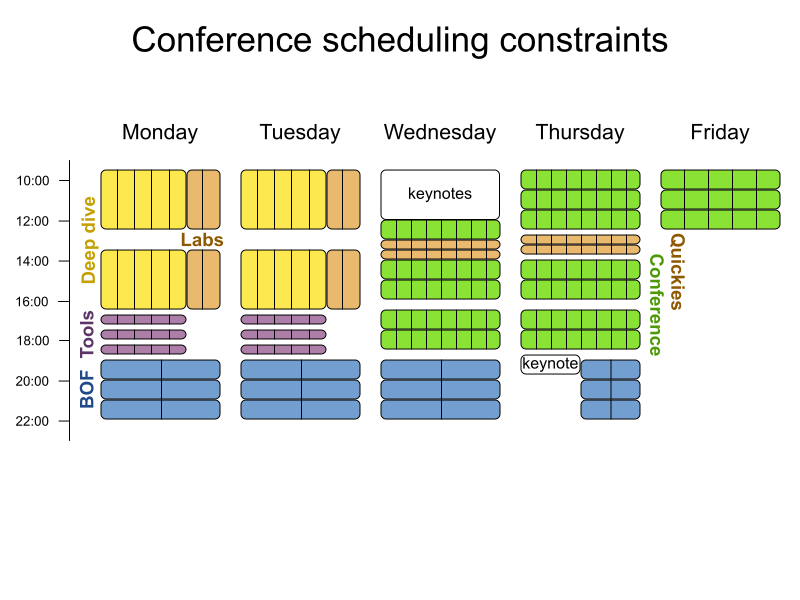 Conference scheduling constraints
Monday
Tuesday
Wednesday
Thursday
Friday
10:00
12:00
14:00
16:00
18:00
20:00
22:00
Deep dive
Labs
Tools
BOF
keynotes
keynote
Conference
Quickies